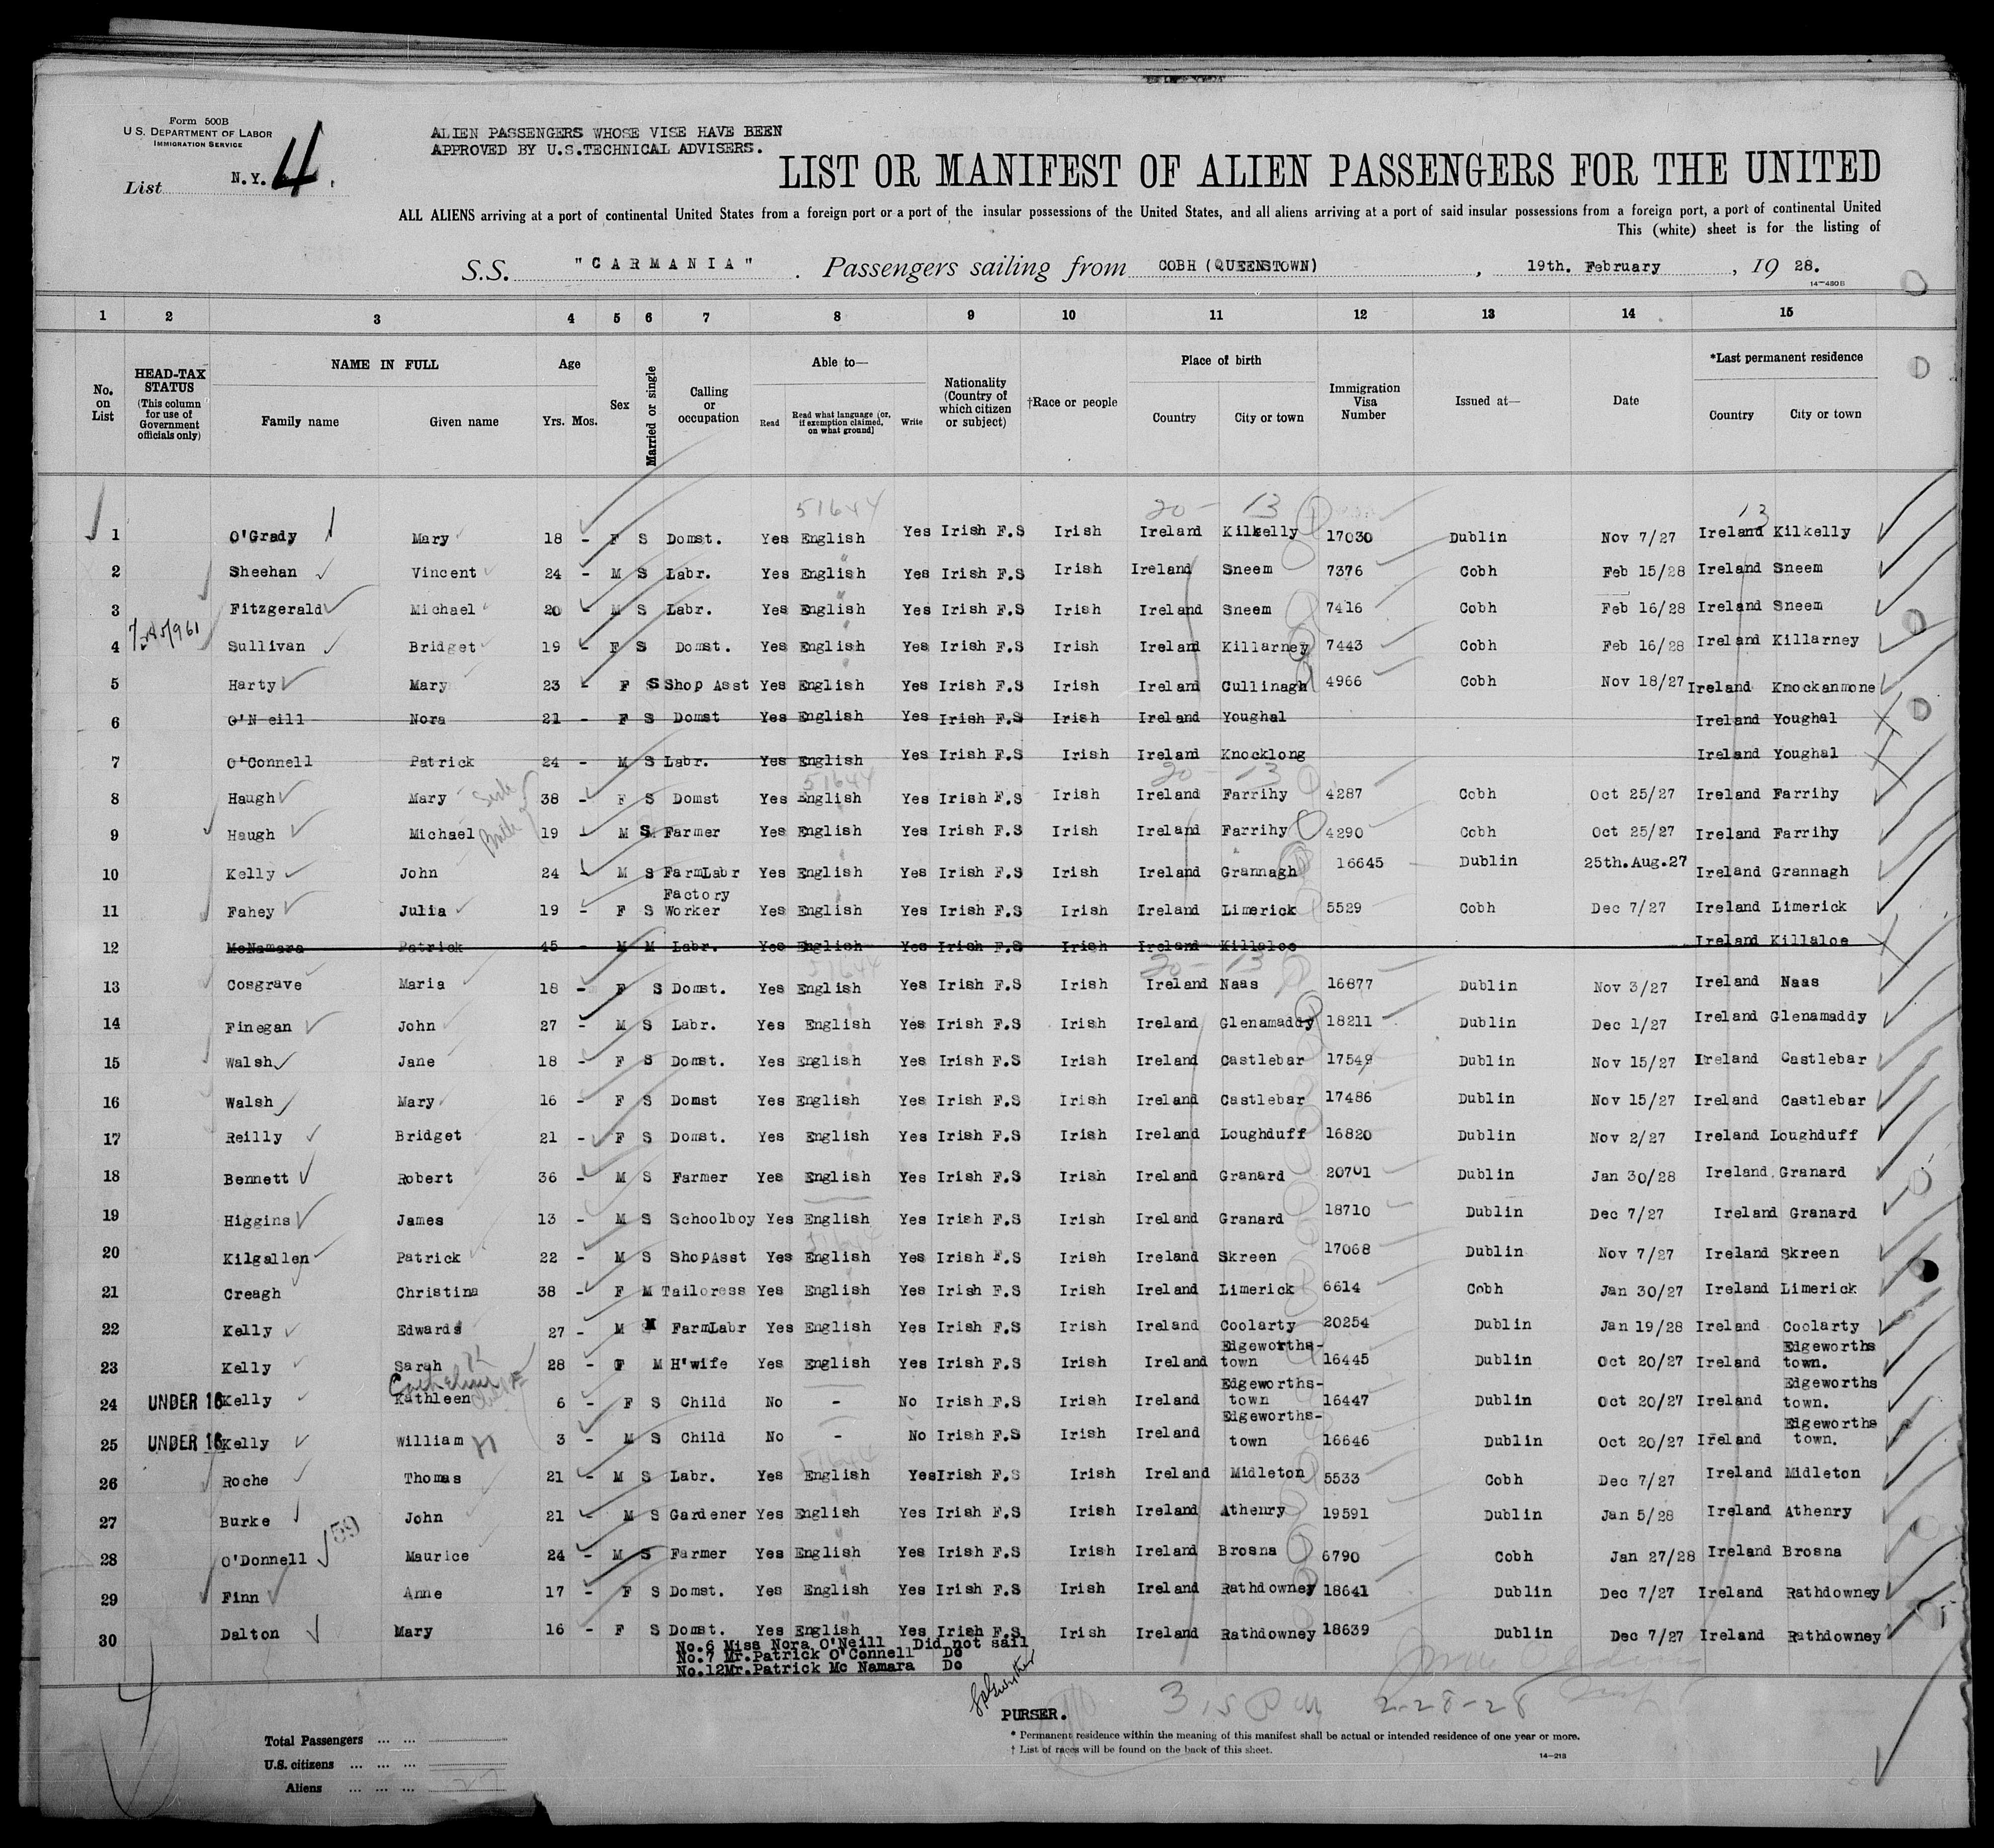 Form 500B
U.S. DEPARTMENT OF LABOR
IMMIGRATION SERVICE
List N.Y. 4
ALIEN PASSENGERS WHOSE VISE HAVE BEEN
APPROVED BY U.S.TECHNICAL ADVISERS.
LIST OR MANIFEST OF ALIEN PASSENGERS FOR THE UNITED
ALL ALIENS arriving at a port of continental United States from a foreign port or a port of the insular possessions of the United States, and all aliens arriving at a port of said insular possessions from a foreign port, a port of continental United
This (white) sheet is for the listing of
S.S. "CARMANIA" . Passengers sailing from COBH (QUEENSTOWN) , 19th. February , 19 28.
14-480 B
1 2 3 4 5 6 7 8 9 10 11 12 13 14 15
No. on List HEAD-TAX STATUS (This column for use of Government officials only) NAME IN FULL Family name Given name Age Yrs. Mos. Sex Married or single Calling or occupation Able to— Read Read what language (or, if exemption claimed, on what ground) Write Nationality (Country of which citizen or subject) †Race or people Place of birth Country City or town Immigration Visa Number Issued at— Date *Last permanent residence Country City or town
51644 20- 13 13
1 O'Grady Mary 18 - F S Domst. Yes English Yes Irish F.S Irish Ireland Kilkelly 17030 Dublin Nov 7/27 Ireland Kilkelly
2 Sheehan Vincent 24 - M S Labr. Yes English Yes Irish F.S Irish Ireland Sneem 7376 Cobh Feb 15/28 Ireland Sneem
3 Fitzgerald Michael 20 - M S Labr. Yes English Yes Irish F.S Irish Ireland Sneem 7416 Cobh Feb 16/28 Ireland Sneem
4 Sullivan Bridget 19 - F S Domst. Yes English Yes Irish F.S Irish Ireland Killarney 7443 Cobh Feb 16/28 Ireland Killarney
5 Harty Mary 23 - F S Shop Asst Yes English Yes Irish F.S Irish Ireland Cullinagh 4966 Cobh Nov 18/27 Ireland Knockanmone
6 O'Neill Nora 21 - F S Domst Yes English Yes Irish F.S Irish Ireland Youghal Ireland Youghal
7 O'Connell Patrick 24 - M S Labr. Yes English Yes Irish F.S Irish Ireland Knocklong Ireland Youghal
51644 20- 13
8 Haugh Mary 38 - F S Domst Yes English Yes Irish F.S Irish Ireland Farrihy 4287 Cobh Oct 25/27 Ireland Farrihy
9 Haugh Michael 19 - M S Farmer Yes English Yes Irish F.S Irish Ireland Farrihy 4290 Cobh Oct 25/27 Ireland Farrihy
10 Kelly John 24 - M S FarmLabr Yes English Yes Irish F.S Irish Ireland Grannagh 16645 Dublin 25th.Aug.27 Ireland Grannagh
11 Fahey Julia 19 - F S Factory Worker Yes English Yes Irish F.S Irish Ireland Limerick 5529 Cobh Dec 7/27 Ireland Limerick
12 McNamara Patrick 45 - M M Labr. Yes English Yes Irish F.S Irish Ireland Killaloe Ireland Killaloe
51644 20- 13
13 Cosgrave Maria 18 - F S Domst. Yes English Yes Irish F.S Irish Ireland Naas 16877 Dublin Nov 3/27 Ireland Naas
14 Finegan John 27 - M S Labr. Yes English Yes Irish F.S Irish Ireland Glenamaddy 18211 Dublin Dec 1/27 Ireland Glenamaddy
15 Walsh Jane 18 - F S Domst. Yes English Yes Irish F.S Irish Ireland Castlebar 17549 Dublin Nov 15/27 Ireland Castlebar
16 Walsh Mary 16 - F S Domst Yes English Yes Irish F.S Irish Ireland Castlebar 17486 Dublin Nov 15/27 Ireland Castlebar
17 Reilly Bridget 21 - F S Domst. Yes English Yes Irish F.S Irish Ireland Loughduff 16820 Dublin Nov 2/27 Ireland Loughduff
18 Bennett Robert 36 - M S Farmer Yes English Yes Irish F.S Irish Ireland Granard 20701 Dublin Jan 30/28 Ireland Granard
19 Higgins James 13 - M S Schoolboy Yes English Yes Irish F.S Irish Ireland Granard 18710 Dublin Dec 7/27 Ireland Granard
20 Kilgallen Patrick 22 - M S ShopAsst Yes English Yes Irish F.S Irish Ireland Skreen 17068 Dublin Nov 7/27 Ireland Skreen
21 Creagh Christina 38 - F M Tailoress Yes English Yes Irish F.S Irish Ireland Limerick 6614 Cobh Jan 30/27 Ireland Limerick
22 Kelly Edwards 27 - M M FarmLabr Yes English Yes Irish F.S Irish Ireland Coolarty 20254 Dublin Jan 19/28 Ireland Coolarty
23 Kelly Sarah 28 - F M H'wife Yes English Yes Irish F.S Irish Ireland Edgeworths-town 16445 Dublin Oct 20/27 Ireland Edgeworths town.
24 UNDER 16 Kelly Kathleen 6 - F S Child No - No Irish F.S Irish Ireland Edgeworths-town 16447 Dublin Oct 20/27 Ireland Edgeworths town.
25 UNDER 16 Kelly William 3 - M S Child No - No Irish F.S Irish Ireland Edgeworths-town 16646 Dublin Oct 20/27 Ireland Edgeworths town.
26 Roche Thomas 21 - M S Labr. Yes English Yes Irish F.S Irish Ireland Midleton 5533 Cobh Dec 7/27 Ireland Midleton
27 Burke John 21 - M S Gardener Yes English Yes Irish F.S Irish Ireland Athenry 19591 Dublin Jan 5/28 Ireland Athenry
59
28 O'Donnell Maurice 24 - M S Farmer Yes English Yes Irish F.S Irish Ireland Brosna 6790 Cobh Jan 27/28 Ireland Brosna
29 Finn Anne 17 - F S Domst. Yes English Yes Irish F.S Irish Ireland Rathdowney 18641 Dublin Dec 7/27 Ireland Rathdowney
30 Dalton Mary 16 - F S Domst. Yes English Yes Irish F.S Irish Ireland Rathdowney 18639 Dublin Dec 7/27 Ireland Rathdowney
No.6 Miss Nora O'Neill Did not sail
No.7 Mr.Patrick O'Connell Do
No.12Mr.Patrick Mc Namara Do
4
3 15 PM 2-28-28
PURSER.
* Permanent residence within the meaning of this manifest shall be actual or intended residence of one year or more.
† List of races will be found on the back of this sheet.
14-213
Total Passengers ... ...
U.S. citizens ... ... ...
Aliens ... ... ... 27